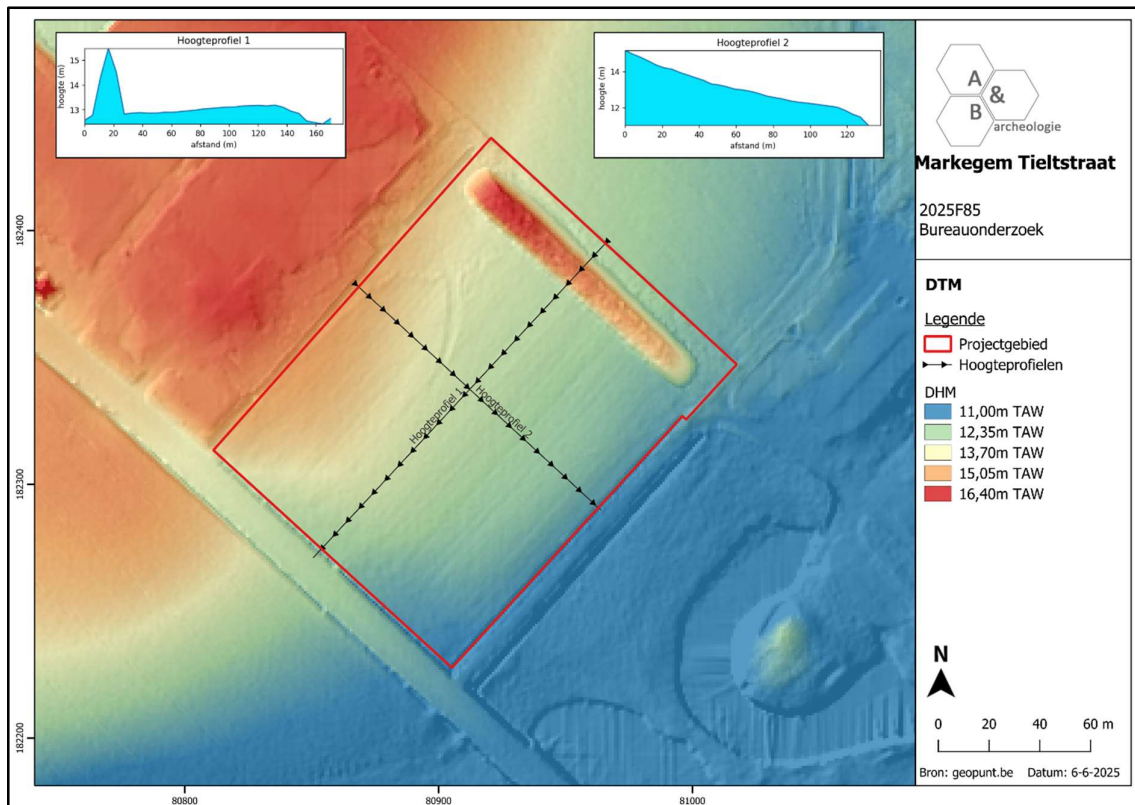 Hoogteprofiel 1
hoogte (m)
15
14
13
0 20 40 60 80 100 120 140 160
afstand (m)
Hoogteprofiel 2
hoogte (m)
14
12
0 20 40 60 80 100 120
afstand (m)
182400
182300
182200
80800
80900
81000
Hoogteprofiel 1
Hoogteprofiel 2
A
&
B
archeologie
Markegem Tieltstraat
2025F85
Bureauonderzoek
DTM
Legende
Projectgebied
Hoogteprofielen
DHM
11,00m TAW
12,35m TAW
13,70m TAW
15,05m TAW
16,40m TAW
N
0 20 40 60 m
Bron: geopunt.be Datum: 6-6-2025